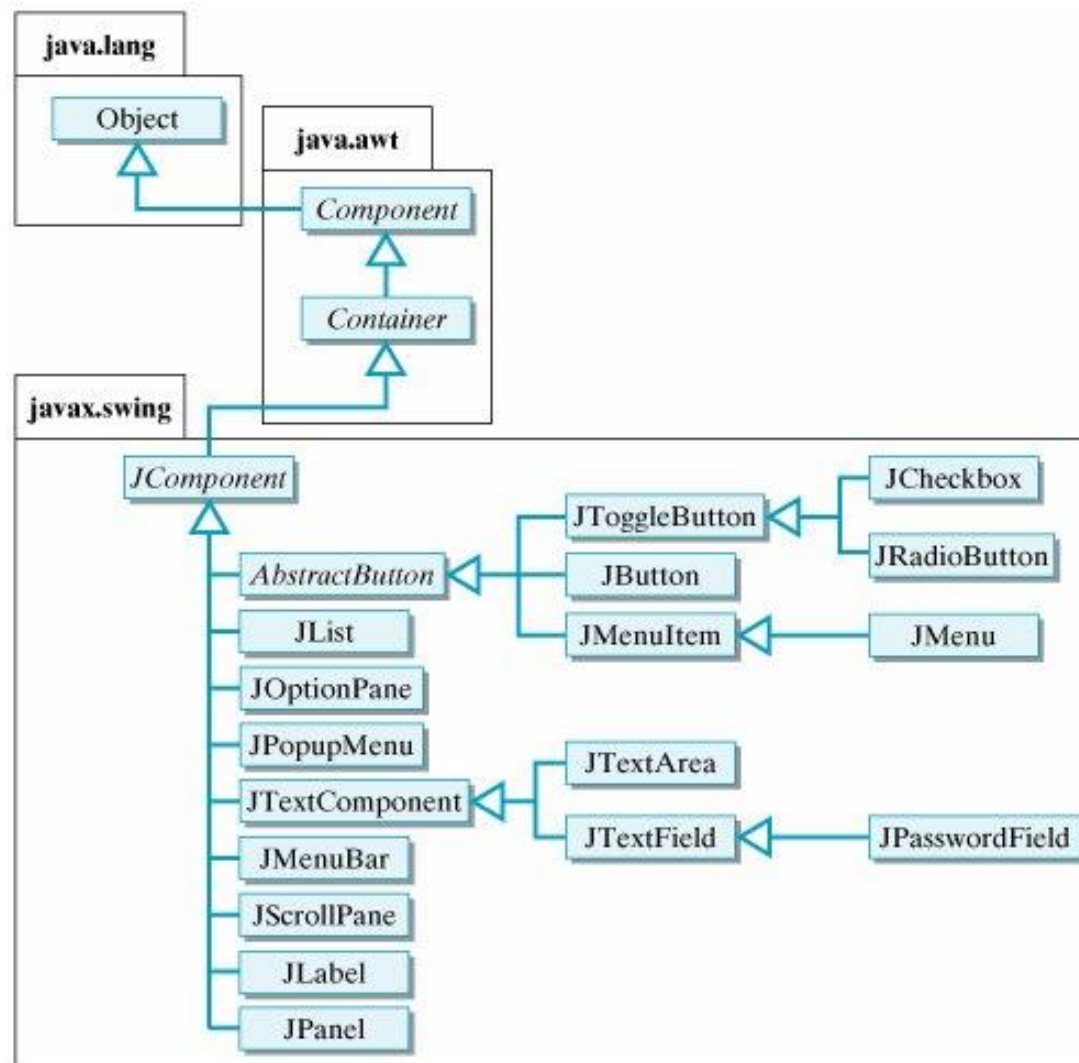 java.lang
Object
java.awt
Component
Container
javax.swing
JComponent
AbstractButton
JList
JOptionPane
JPopupMenu
JTextComponent
JMenuBar
JScrollPane
JLabel
JPanel
JToggleButton
JButton
JMenuItem
JCheckbox
JRadioButton
JMenu
JTextArea
JTextField
JPasswordField